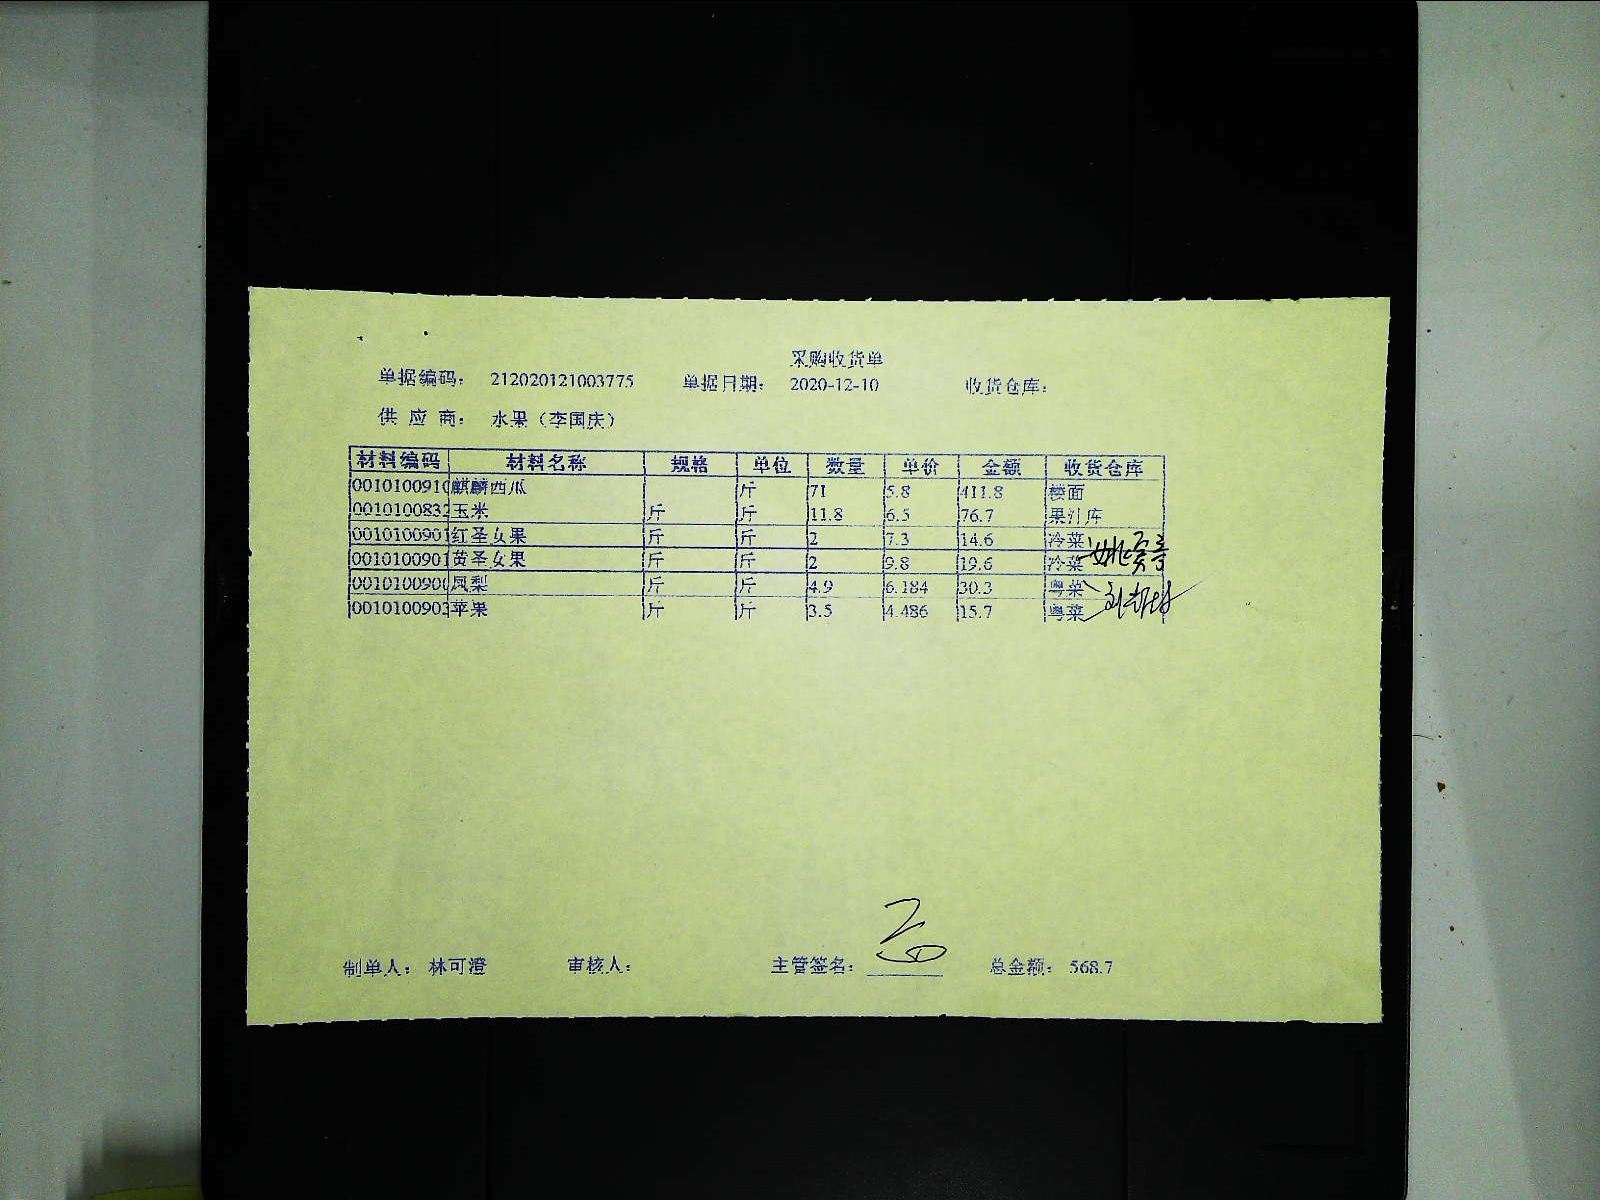 采购收货单
单据编码： 212020121003775 单据日期： 2020-12-10 收货仓库：
供 应 商： 水果（李国庆）
材料编码 材料名称 规格 单位 数量 单价 金额 收货仓库
001010091 麒麟西瓜 斤 71 5.8 411.8 楼面
001010083 玉米 斤 斤 11.8 6.5 76.7 果汁库
001010090 红圣女果 斤 斤 2 7.3 14.6 冷菜
001010090 黄圣女果 斤 斤 2 9.8 19.6 冷菜
001010090 凤梨 斤 斤 4.9 6.184 30.3 粤菜
001010090 苹果 斤 斤 3.5 4.486 15.7 粤菜
制单人： 林可澄 审核人： 主管签名： 总金额： 568.7